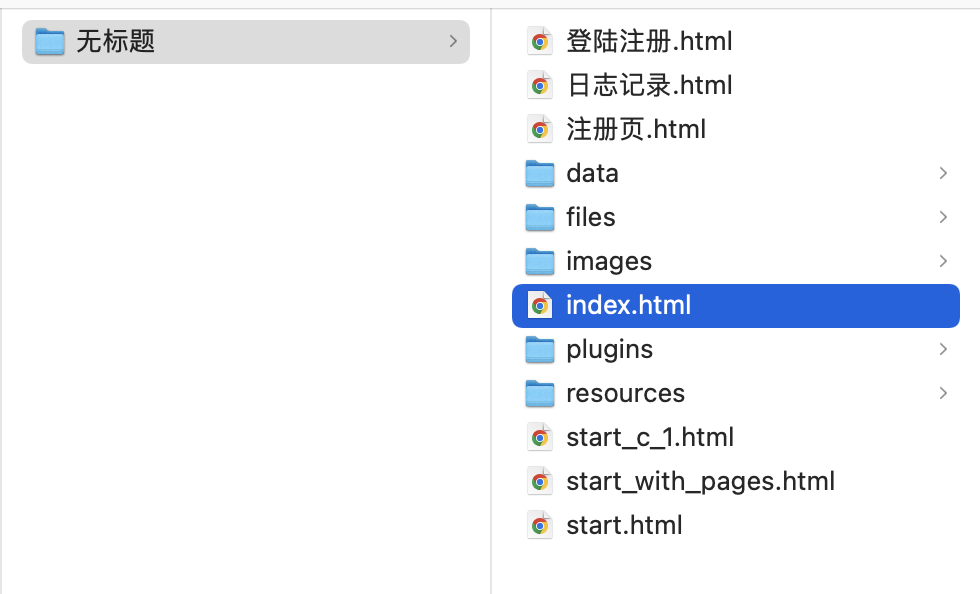 无标题
登陆注册.html
日志记录.html
注册页.html
data
files
images
index.html
plugins
resources
start_c_1.html
start_with_pages.html
start.html